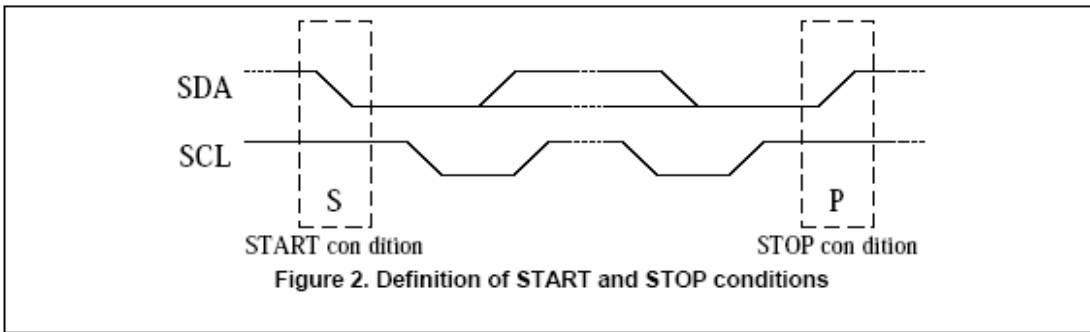 SDA
SCL
S
P
START con dition
STOP con dition
Figure 2. Definition of START and STOP conditions